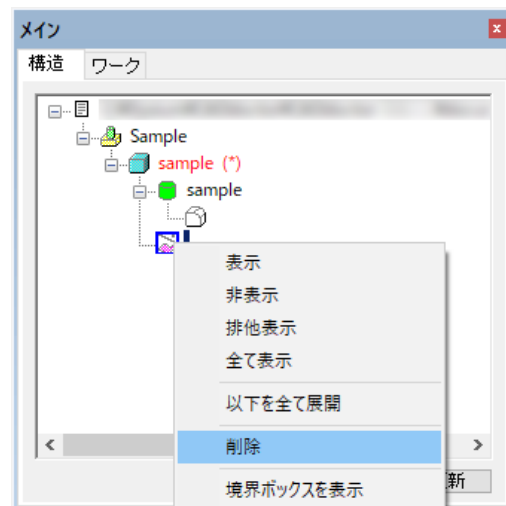 メイン
構造
ワーク
Sample
sample (*)
sample
表示
非表示
排他表示
全て表示
以下を全て展開
削除
境界ボックスを表示
新